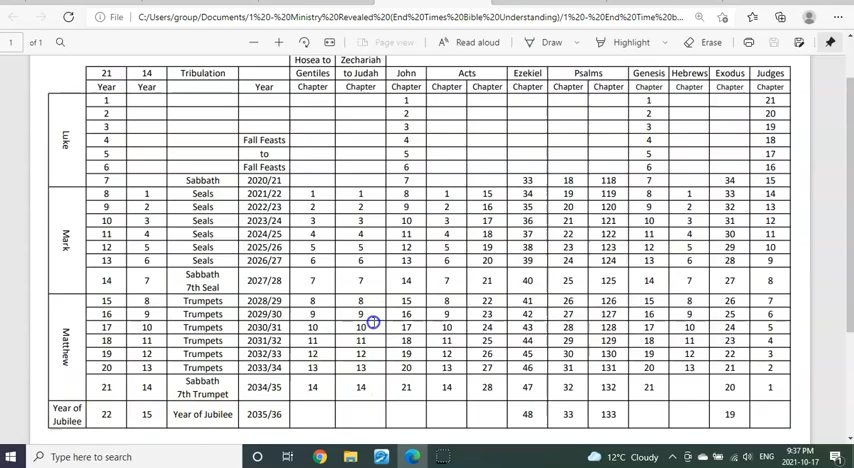 File
C:/Users/group/Documents/1%20-%20Ministry%20Revealed%20(End%20Times%20Bible%20Understanding)/1%20-%20End%20Time%20b...
1 of 1 Page view Read aloud Draw Highlight Erase
Hosea to Zechariah
21 14 Tribulation Gentiles to Judah John Acts Ezekiel Psalms Genesis Hebrews Exodus Judges
Year Year Year Chapter Chapter Chapter Chapter Chapter Chapter Chapter Chapter Chapter Chapter Chapter Chapter
Luke
1 1 1 21
2 2 2 20
3 3 3 19
4 Fall Feasts 4 4 18
5 to 5 5 17
6 Fall Feasts 6 6 16
7 Sabbath 2020/21 7 33 18 118 7 34 15
Mark
8 1 Seals 2021/22 1 1 8 1 15 34 19 119 8 1 33 14
9 2 Seals 2022/23 2 2 9 2 16 35 20 120 9 2 32 13
10 3 Seals 2023/24 3 3 10 3 17 36 21 121 10 3 31 12
11 4 Seals 2024/25 4 4 11 4 18 37 22 122 11 4 30 11
12 5 Seals 2025/26 5 5 12 5 19 38 23 123 12 5 29 10
13 6 Seals 2026/27 6 6 13 6 20 39 24 124 13 6 28 9
14 7 Sabbath 7th Seal 2027/28 7 7 14 7 21 40 25 125 14 7 27 8
Matthew
15 8 Trumpets 2028/29 8 8 15 8 22 41 26 126 15 8 26 7
16 9 Trumpets 2029/30 9 9 16 9 23 42 27 127 16 9 25 6
17 10 Trumpets 2030/31 10 10 17 10 24 43 28 128 17 10 24 5
18 11 Trumpets 2031/32 11 11 18 11 25 44 29 129 18 11 23 4
19 12 Trumpets 2032/33 12 12 19 12 26 45 30 130 19 12 22 3
20 13 Trumpets 2033/34 13 13 20 13 27 46 31 131 20 13 21 2
21 14 Sabbath 7th Trumpet 2034/35 14 14 21 14 28 47 32 132 21 20 1
Year of Jubilee 22 15 Year of Jubilee 2035/36 48 33 133 19
Type here to search
12°C Cloudy ENG 9:37 PM
2021-10-17